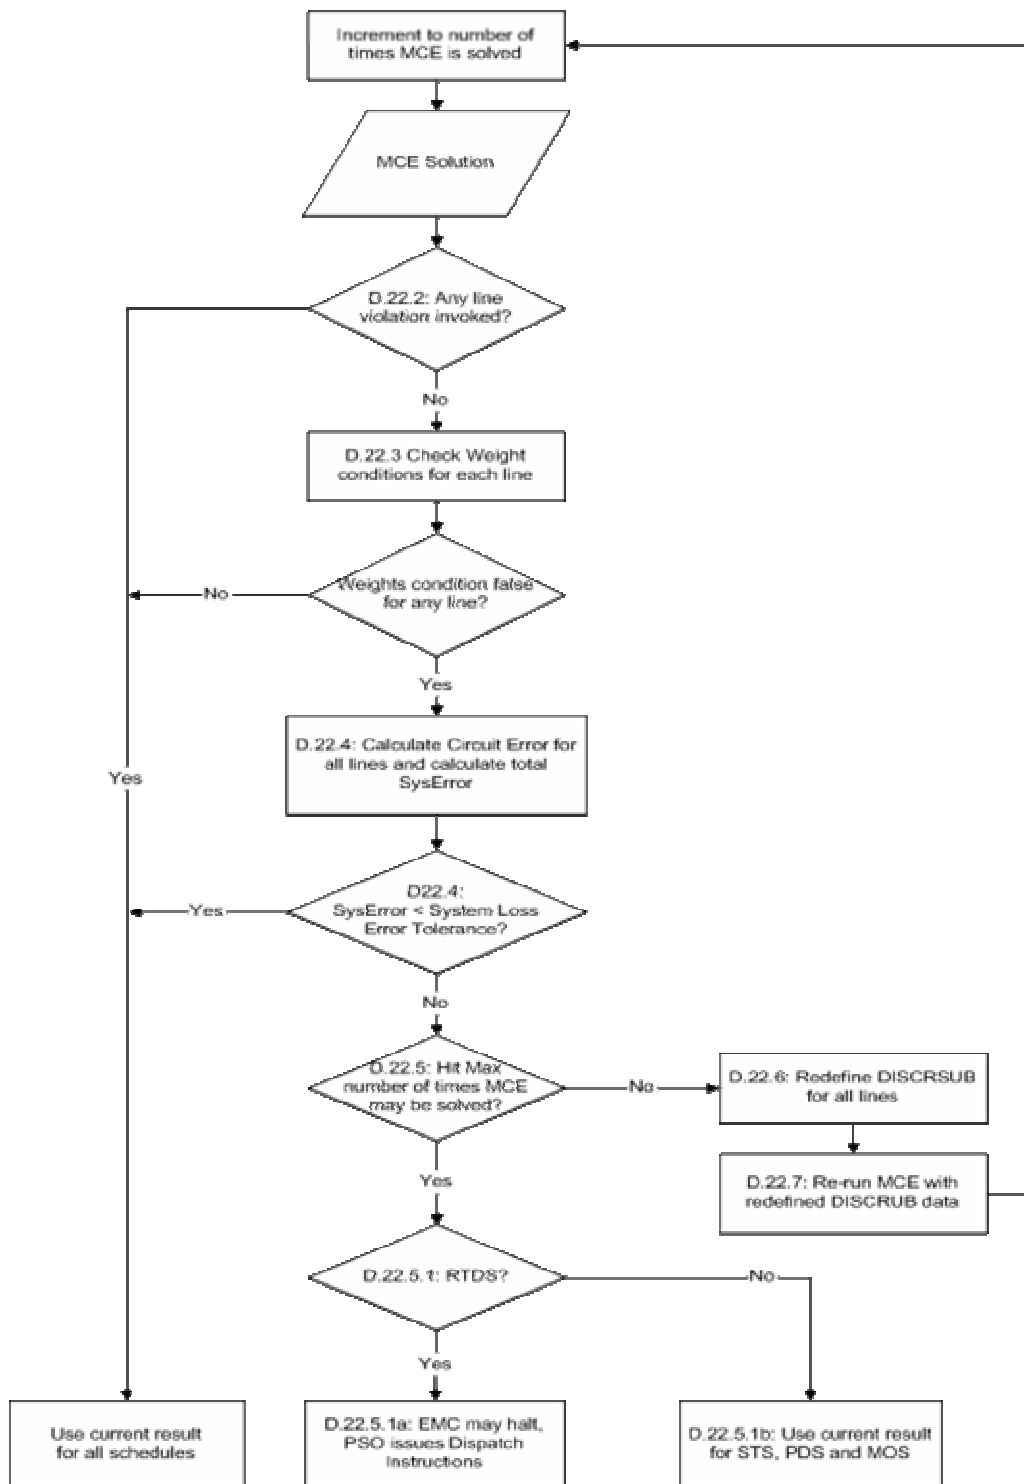 Increment to number of
times MCE is solved
MCE Solution
D.22.2: Any line
violation invoked?
No
D.22.3 Check Weight
conditions for each line
Weights condition false
for any line?
No
Yes
D.22.4: Calculate Circuit Error for
all lines and calculate total
SysError
Yes
D22.4:
SysError < System Loss
Error Tolerance?
Yes
No
D.22.5: Hit Max
number of times MCE
may be solved?
No
D.22.6: Redefine DISCRSUB
for all lines
Yes
D.22.7: Re-run MCE with
redefined DISCRUB data
D.22.5.1: RTDS?
No
Yes
Use current result
for all schedules
D.22.5.1a: EMC may halt,
PSO issues Dispatch
Instructions
D.22.5.1b: Use current result
for STS, PDS and MOS